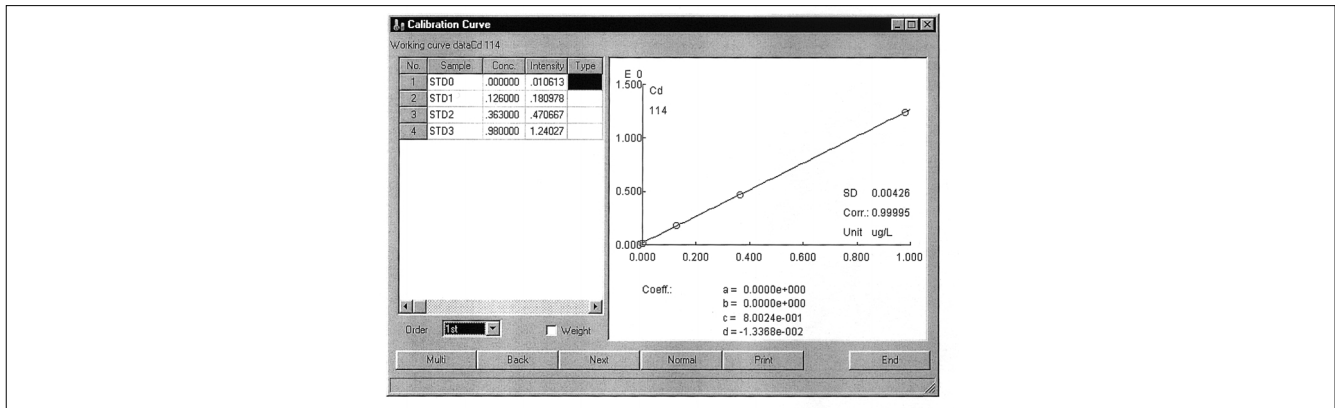 Calibration Curve
Working curve dataCd 114
No. Sample Conc. Intensity Type
1 STD0 .000000 .010613
2 STD1 .126000 .180978
3 STD2 .363000 .470667
4 STD3 .980000 1.24027
E 0
1.500
Cd
114
1.000
0.500
SD 0.00426
Corr.: 0.99995
Unit ug/L
0.000
0.000 0.200 0.400 0.600 0.800 1.000
Coeff.: a = 0.0000e+000
b = 0.0000e+000
c = 8.0024e-001
d = -1.3368e-002
Order 1st Weight
Multi Back Next Normal Print End